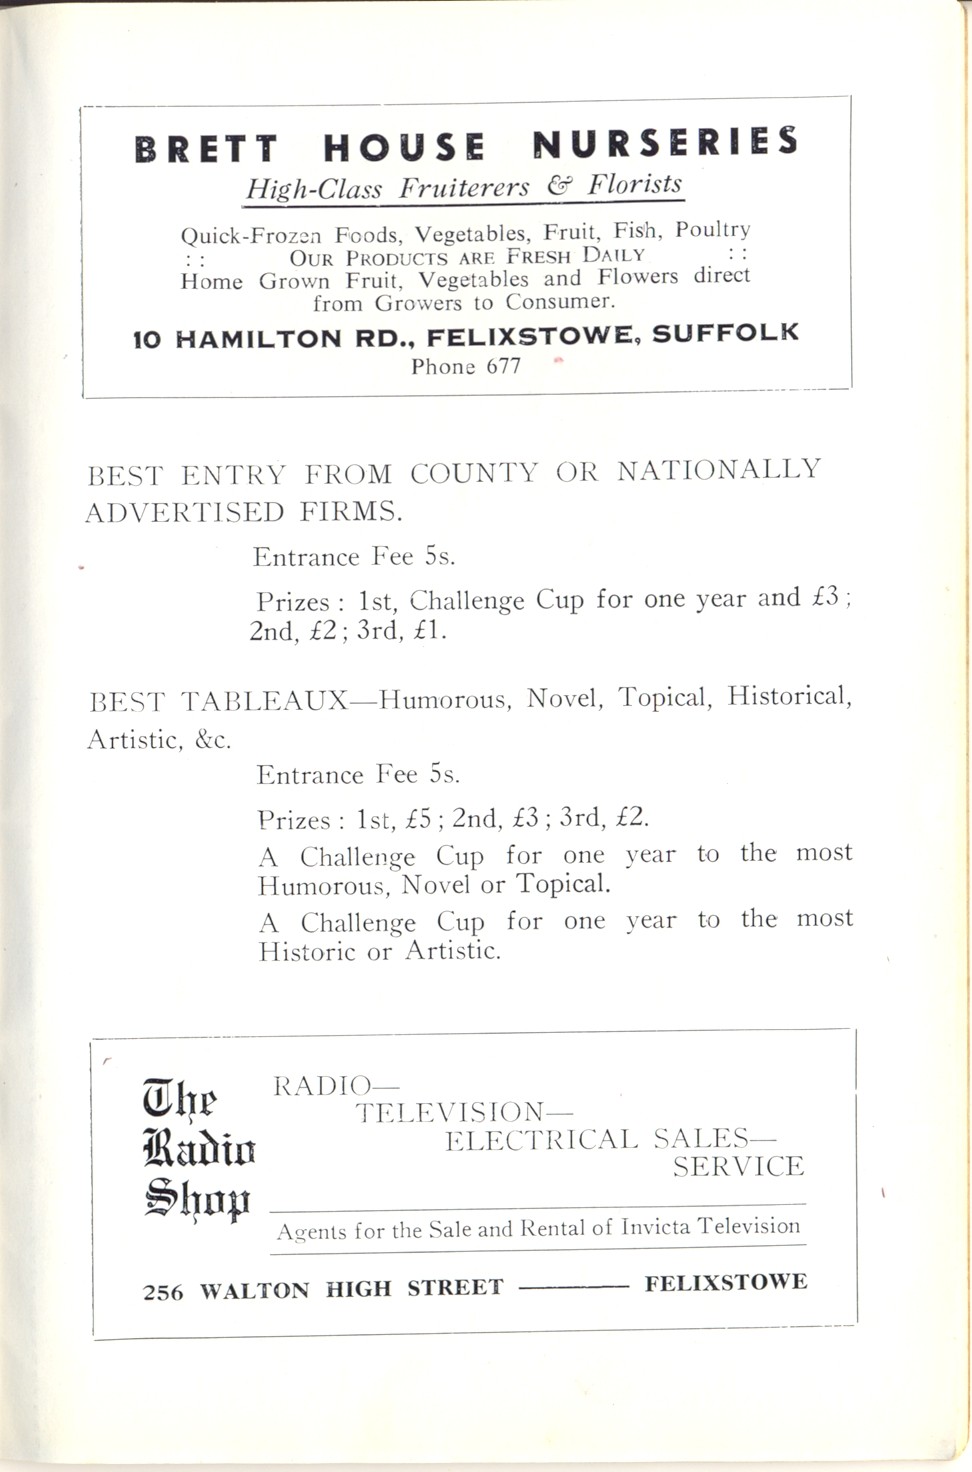 BRETT HOUSE NURSERIES
High-Class Fruiterers & Florists
Quick-Frozen Foods, Vegetables, Fruit, Fish, Poultry
: : OUR PRODUCTS ARE FRESH DAILY : :
Home Grown Fruit, Vegetables and Flowers direct
from Growers to Consumer.
10 HAMILTON RD., FELIXSTOWE, SUFFOLK
Phone 677
BEST ENTRY FROM COUNTY OR NATIONALLY
ADVERTISED FIRMS.
Entrance Fee 5s.
Prizes : 1st, Challenge Cup for one year and £3 ;
2nd, £2 ; 3rd, £1.
BEST TABLEAUX—Humorous, Novel, Topical, Historical,
Artistic, &c.
Entrance Fee 5s.
Prizes : 1st, £5 ; 2nd, £3 ; 3rd, £2.
A Challenge Cup for one year to the most
Humorous, Novel or Topical.
A Challenge Cup for one year to the most
Historic or Artistic.
The
Radio
Shop
RADIO—
TELEVISION—
ELECTRICAL SALES—
SERVICE
Agents for the Sale and Rental of Invicta Television
256 WALTON HIGH STREET ——— FELIXSTOWE